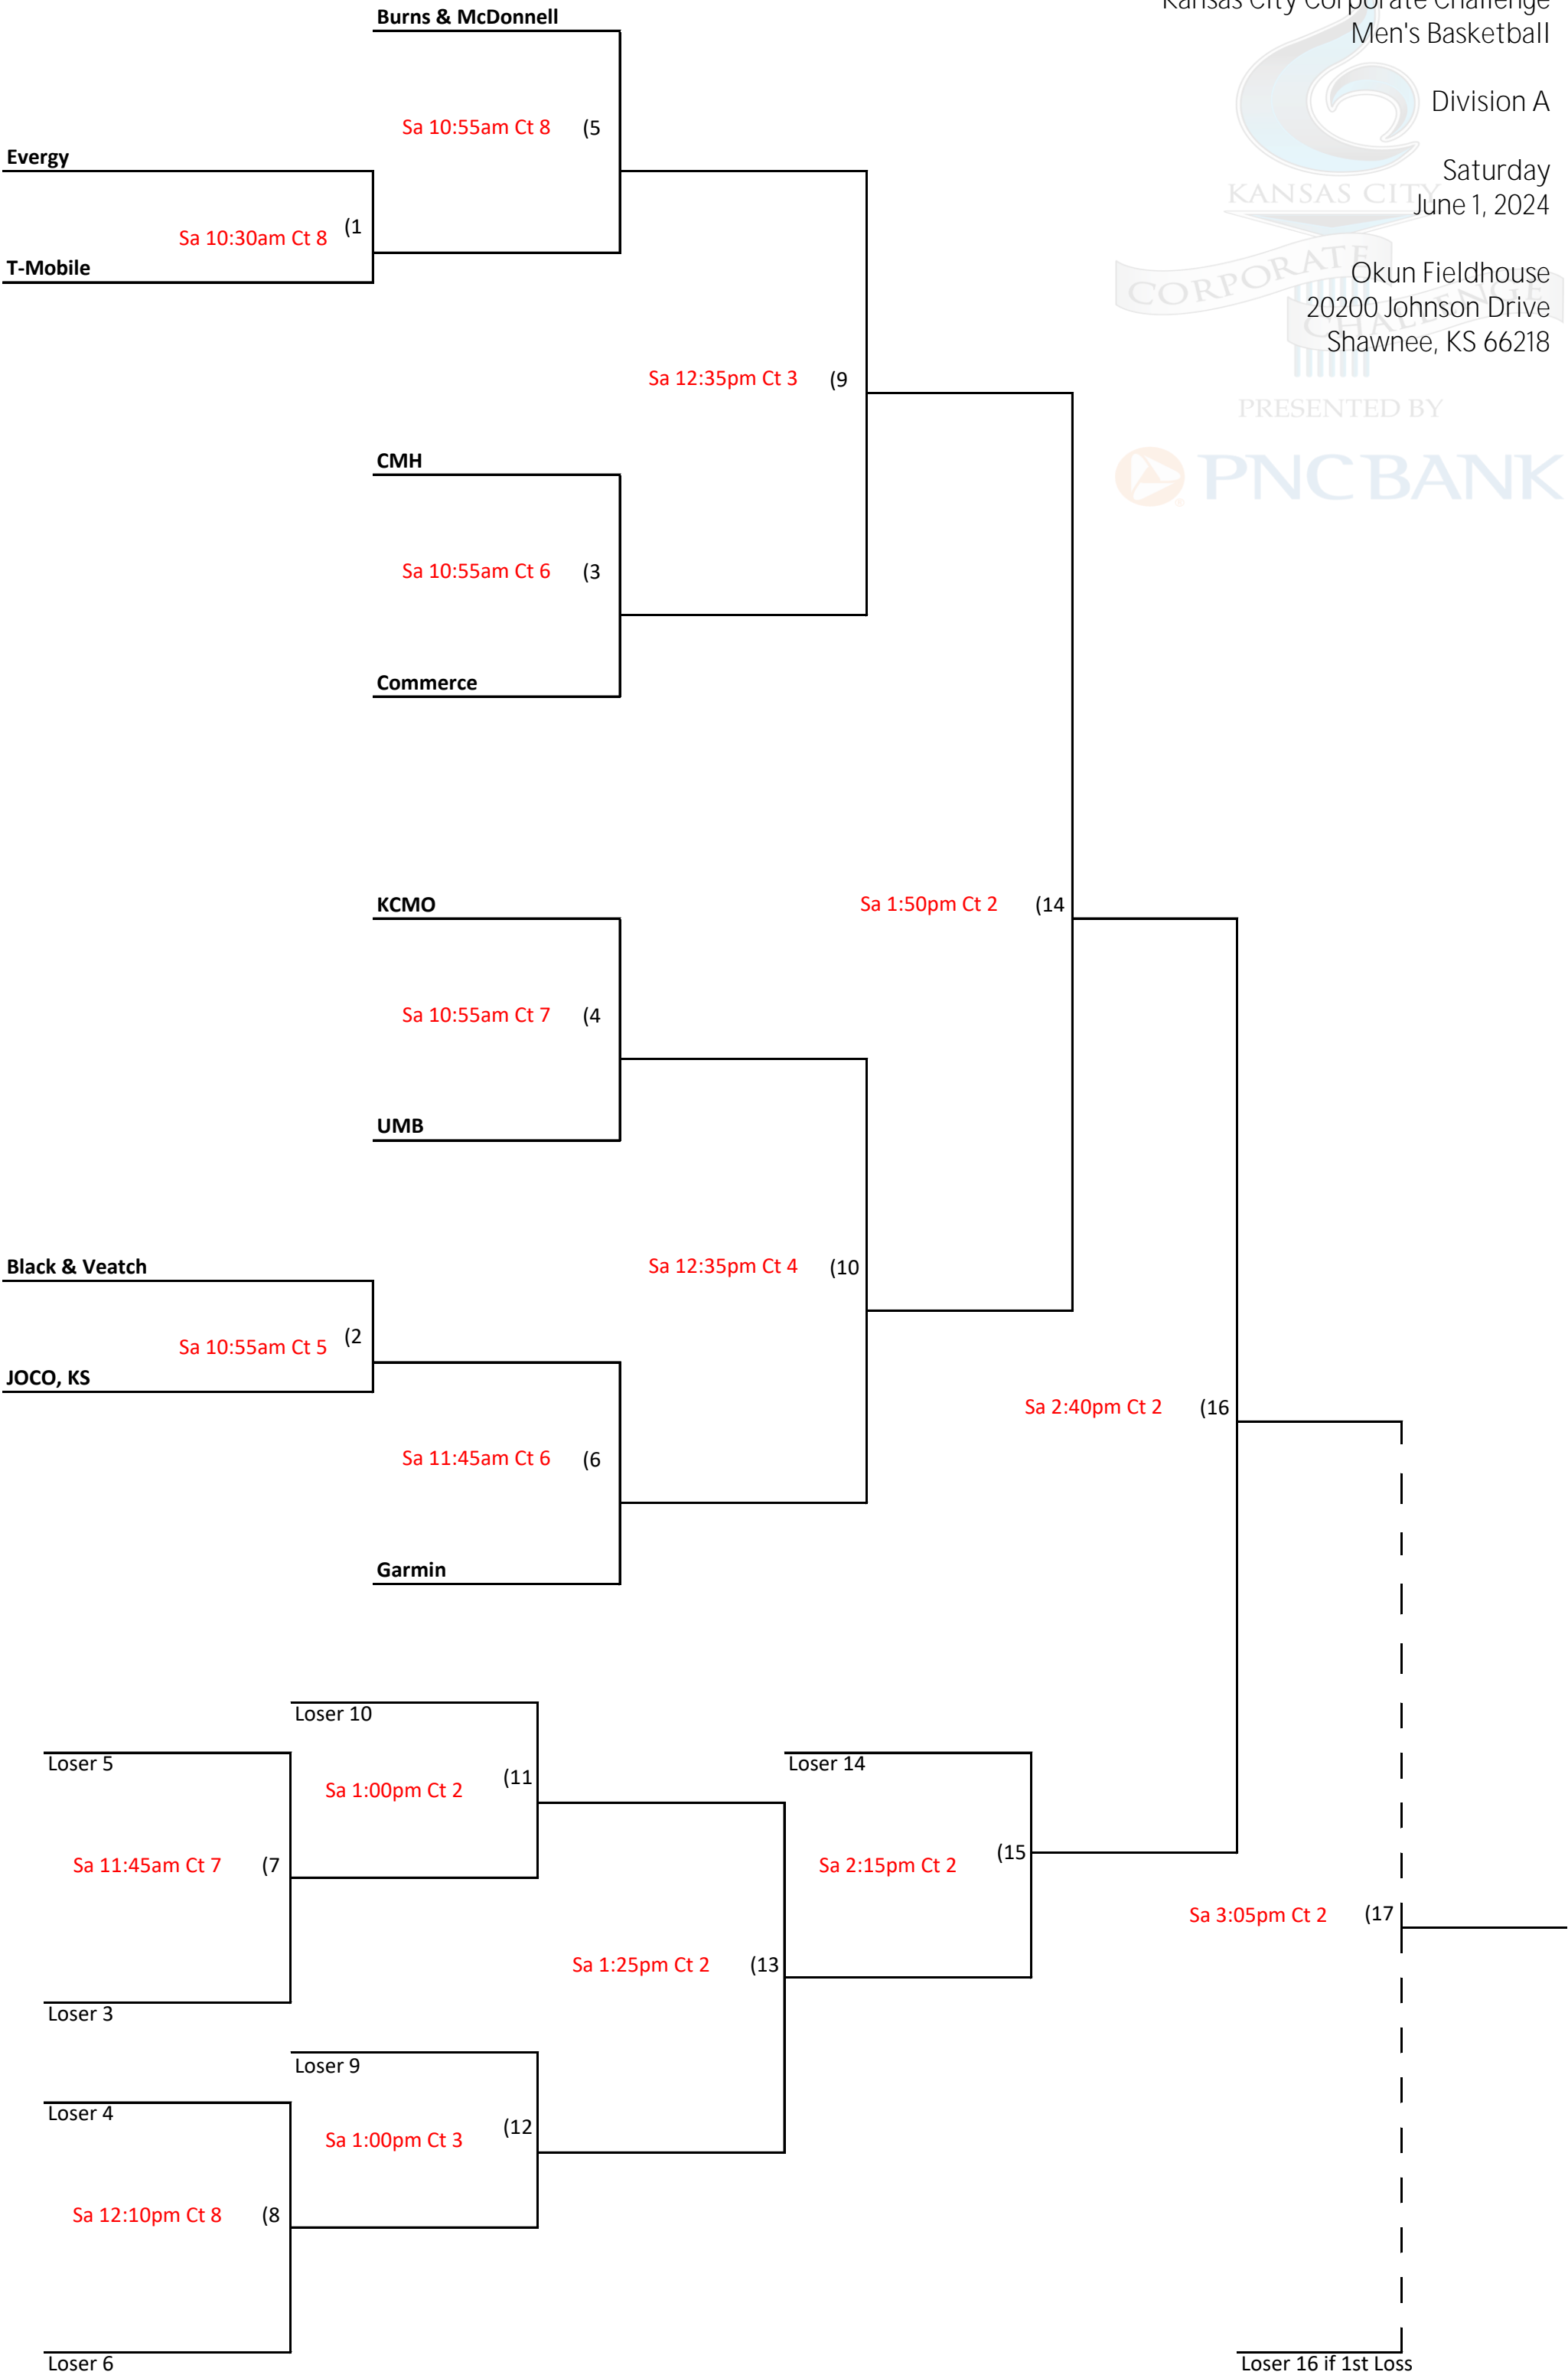 Kansas City Corporate Challenge
Men's Basketball
Division A
Saturday
June 1, 2024
Okun Fieldhouse
20200 Johnson Drive
Shawnee, KS 66218
KANSAS CITY
CORPORATE
CHALLENGE
PRESENTED BY
PNC BANK
Burns & McDonnell
Sa 10:55am Ct 8 (5
Evergy
Sa 10:30am Ct 8 (1
T-Mobile
Sa 12:35pm Ct 3 (9
CMH
Sa 10:55am Ct 6 (3
Commerce
KCMO
Sa 1:50pm Ct 2 (14
Sa 10:55am Ct 7 (4
UMB
Black & Veatch
Sa 12:35pm Ct 4 (10
Sa 10:55am Ct 5 (2
JOCO, KS
Sa 2:40pm Ct 2 (16
Sa 11:45am Ct 6 (6
Garmin
Loser 10
Loser 5
Loser 14
Sa 1:00pm Ct 2 (11
Sa 11:45am Ct 7 (7
Sa 2:15pm Ct 2 (15
Sa 3:05pm Ct 2 (17
Sa 1:25pm Ct 2 (13
Loser 3
Loser 9
Loser 4
Sa 1:00pm Ct 3 (12
Sa 12:10pm Ct 8 (8
Loser 6
Loser 16 if 1st Loss